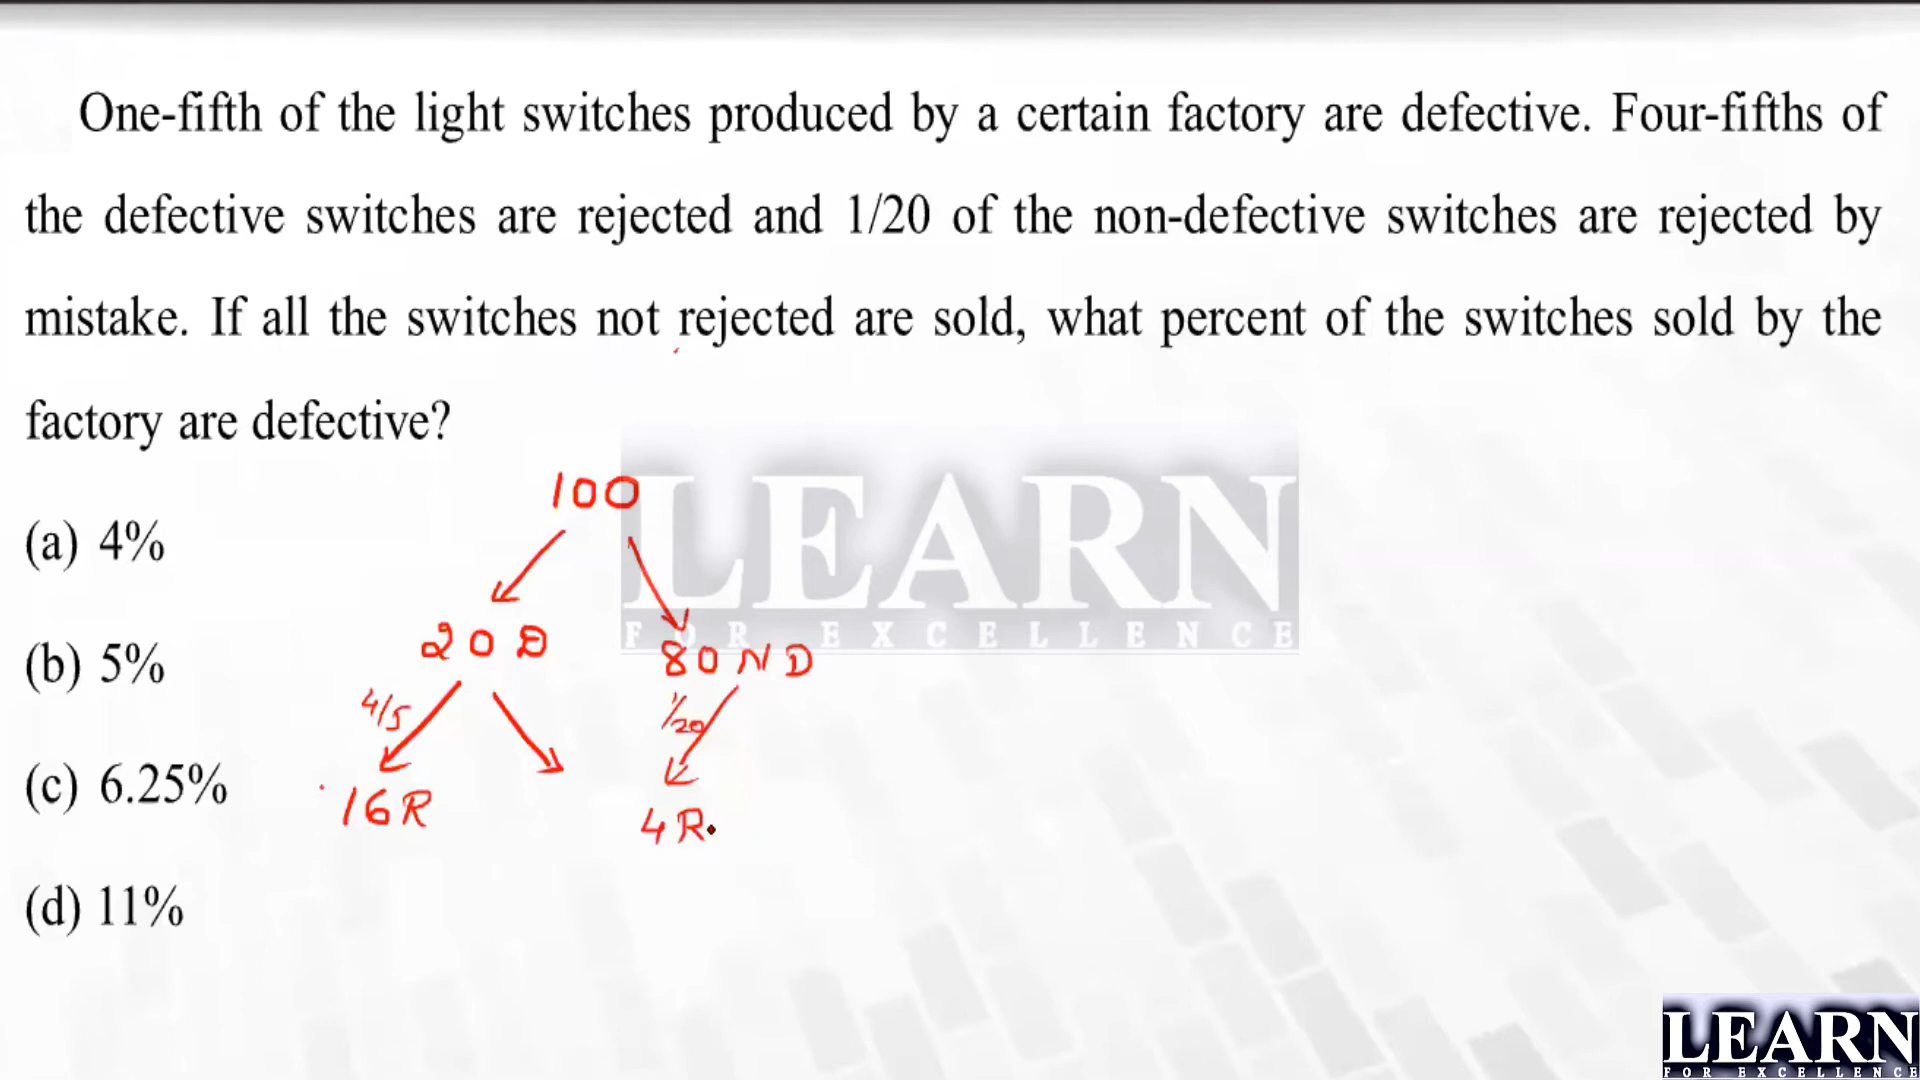 One-fifth of the light switches produced by a certain factory are defective. Four-fifths of
the defective switches are rejected and 1/20 of the non-defective switches are rejected by
mistake. If all the switches not rejected are sold, what percent of the switches sold by the
factory are defective?
LEARN
FOR EXCELLENCE
100
(a) 4%
20 D
80 ND
(b) 5%
4/5
1/20
(c) 6.25%
16R
4R
(d) 11%
LEARN
FOR EXCELLENCE